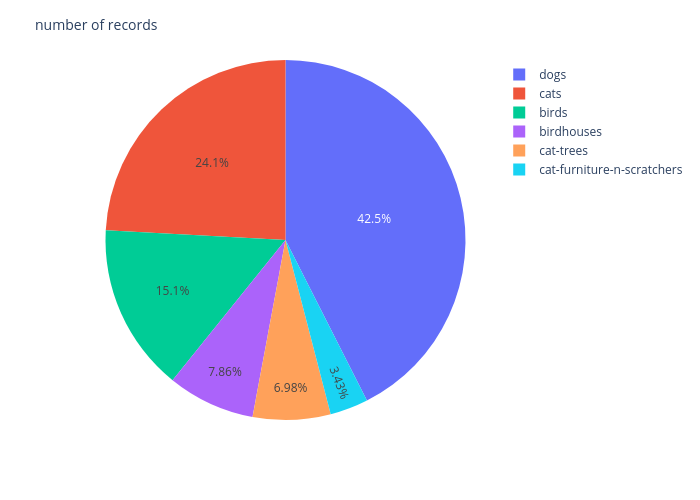 number of records
dogs
cats
birds
birdhouses
cat-trees
cat-furniture-n-scratchers
24.1%
42.5%
15.1%
7.86%
6.98%
3.43%